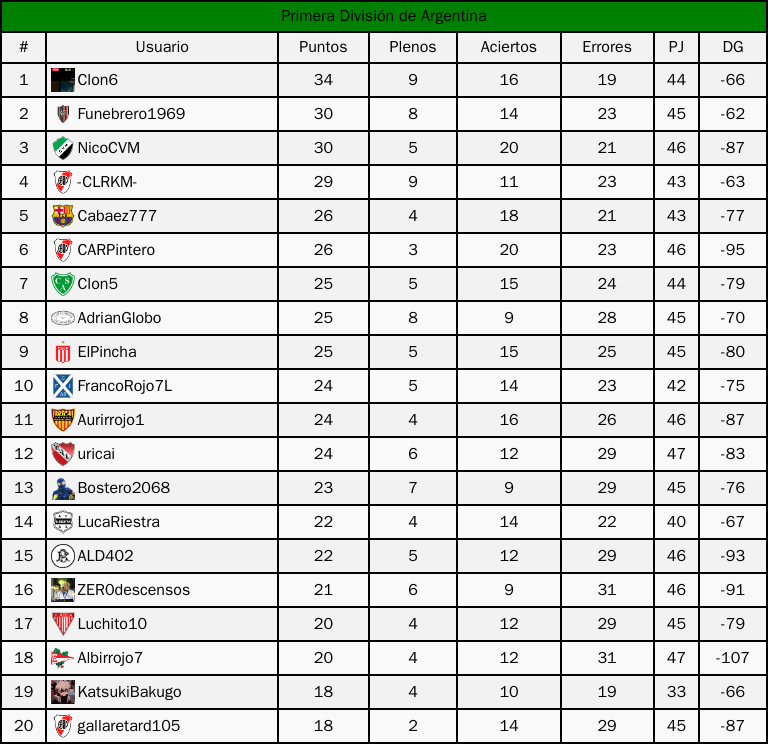 Primera División de Argentina
# Usuario Puntos Plenos Aciertos Errores PJ DG
1 Clon6 34 9 16 19 44 -66
2 Funebrero1969 30 8 14 23 45 -62
3 NicoCVM 30 5 20 21 46 -87
4 -CLRKM- 29 9 11 23 43 -63
5 Cabaez777 26 4 18 21 43 -77
6 CARPintero 26 3 20 23 46 -95
7 Clon5 25 5 15 24 44 -79
8 AdrianGlobo 25 8 9 28 45 -70
9 ElPincha 25 5 15 25 45 -80
10 FrancoRojo7L 24 5 14 23 42 -75
11 Aurirrojo1 24 4 16 26 46 -87
12 uricai 24 6 12 29 47 -83
13 Bostero2068 23 7 9 29 45 -76
14 LucaRiestra 22 4 14 22 40 -67
15 ALD402 22 5 12 29 46 -93
16 ZER0descensos 21 6 9 31 46 -91
17 Luchito10 20 4 12 29 45 -79
18 Albirrojo7 20 4 12 31 47 -107
19 KatsukiBakugo 18 4 10 19 33 -66
20 gallaretard105 18 2 14 29 45 -87